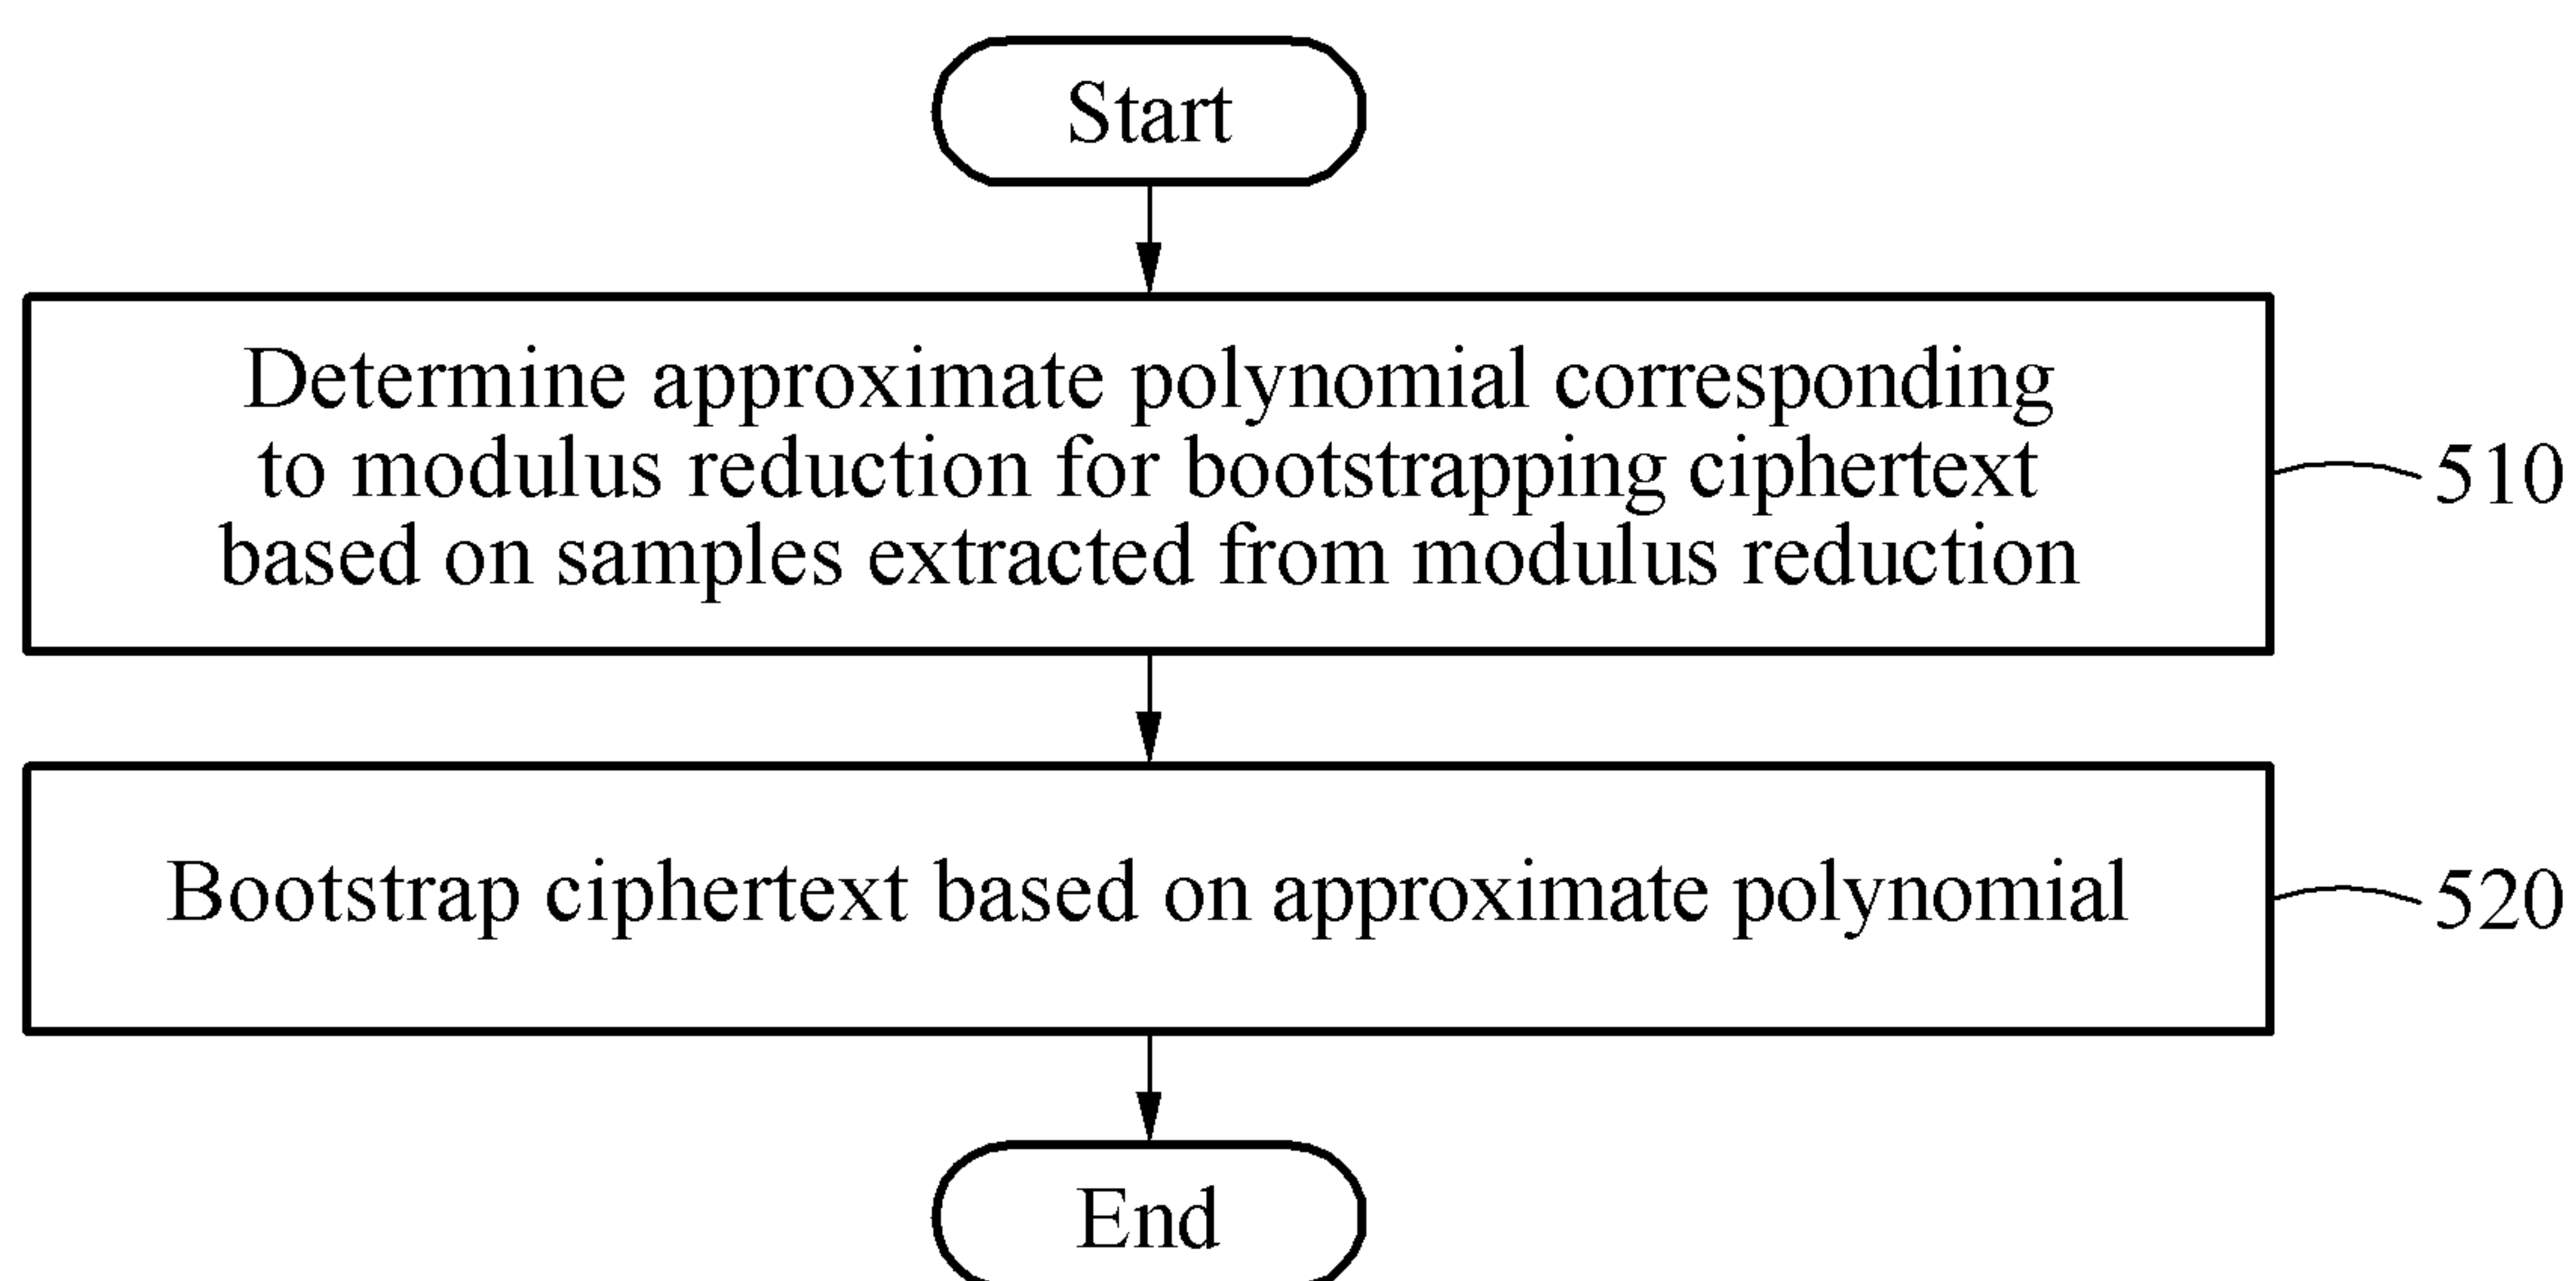 Start
Determine approximate polynomial corresponding
to modulus reduction for bootstrapping ciphertext
based on samples extracted from modulus reduction
510
Bootstrap ciphertext based on approximate polynomial
520
End